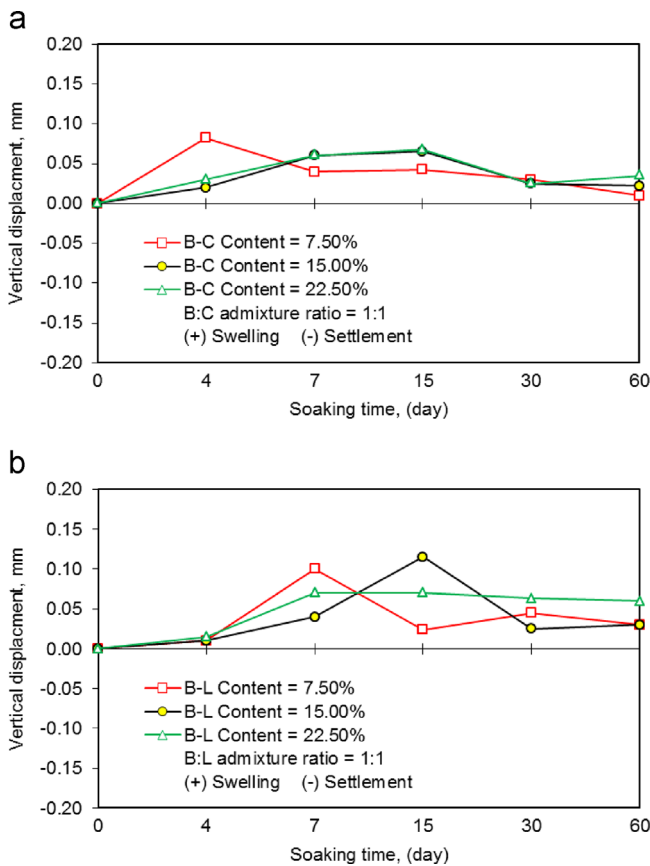 a
0.20
0.15
0.10
0.05
0.00
-0.05
-0.10
-0.15
-0.20
Vertical displacment, mm
B-C Content = 7.50%
B-C Content = 15.00%
B-C Content = 22.50%
B:C admixture ratio = 1:1
(+) Swelling (-) Settlement
0 4 7 15 30 60
Soaking time, (day)
b
0.20
0.15
0.10
0.05
0.00
-0.05
-0.10
-0.15
-0.20
Vertical displacment, mm
B-L Content = 7.50%
B-L Content = 15.00%
B-L Content = 22.50%
B:L admixture ratio = 1:1
(+) Swelling (-) Settlement
0 4 7 15 30 60
Soaking time, (day)